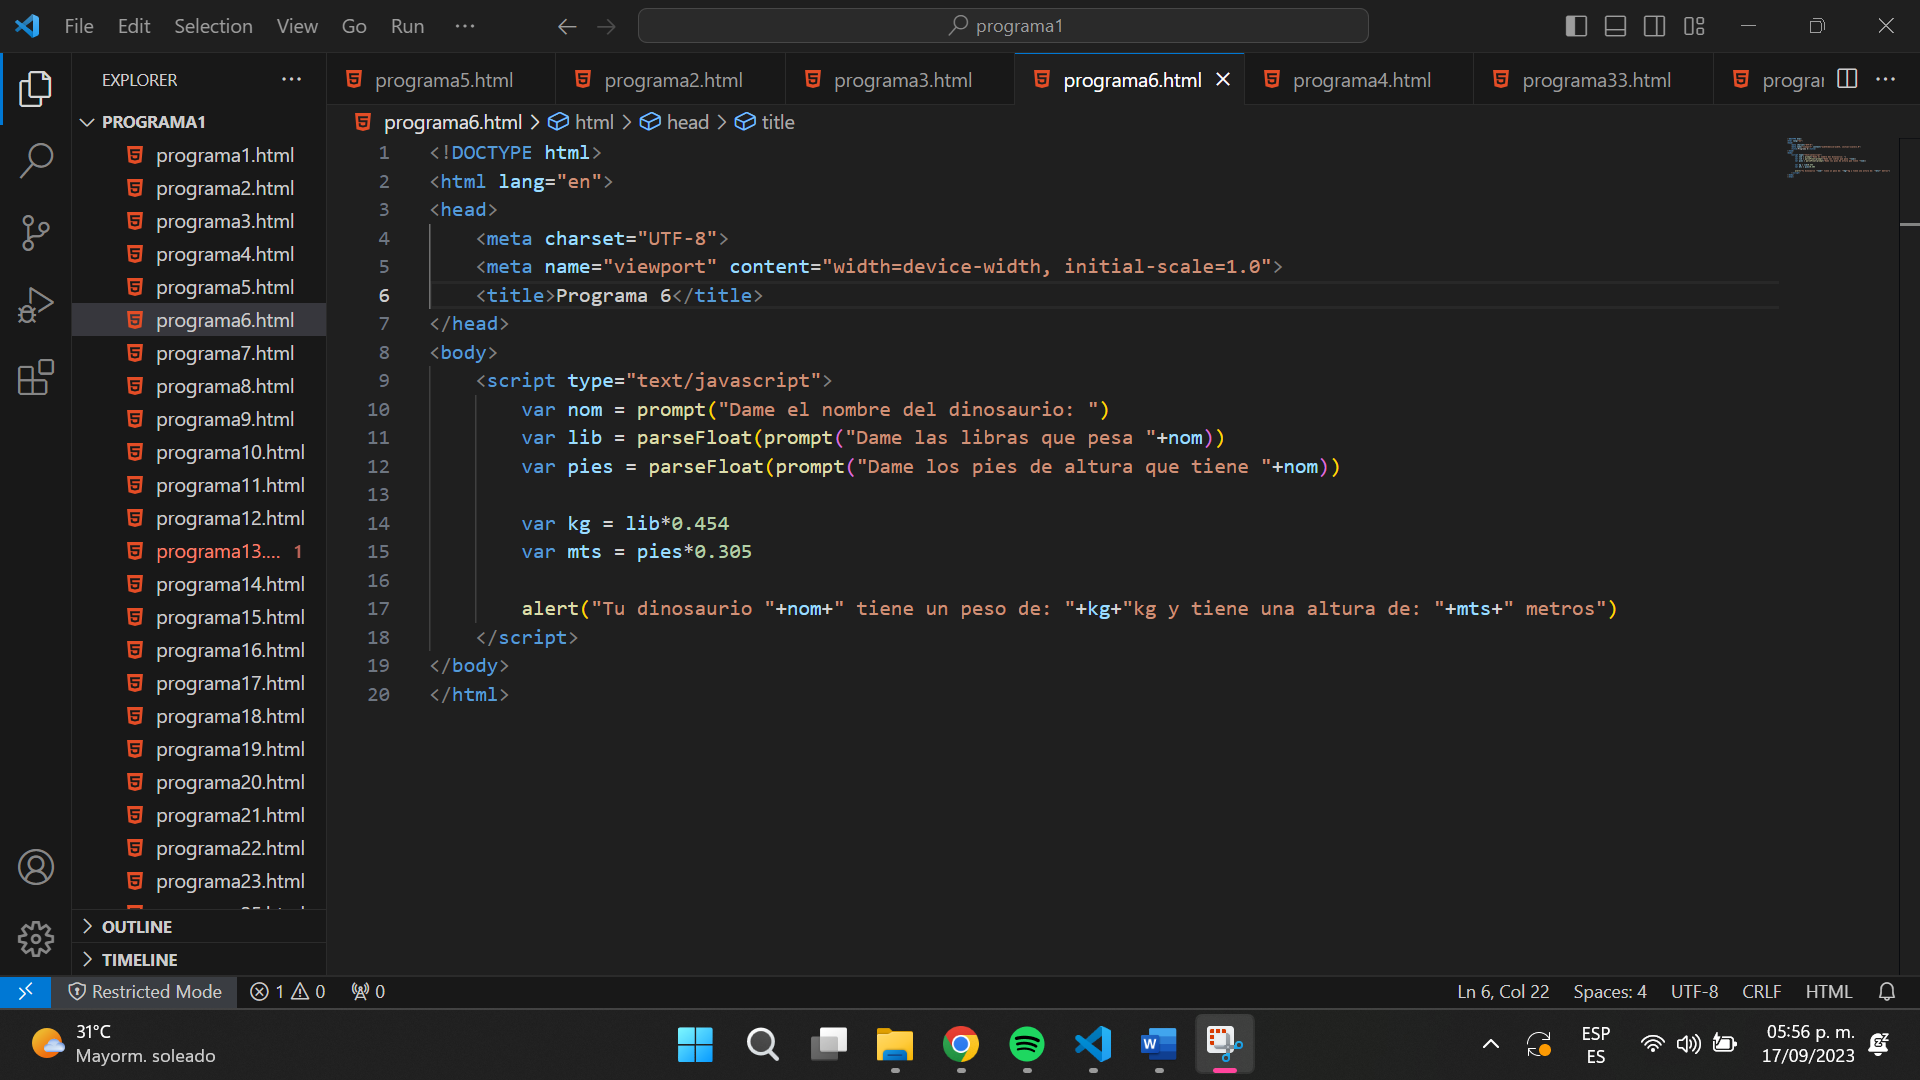 File Edit Selection View Go Run ··· programa1
EXPLORER ···
programa5.html programa2.html programa3.html programa6.html programa4.html programa33.html
PROGRAMA1
programa6.html > html > head > title
programa1.html
programa2.html
programa3.html
programa4.html
programa5.html
programa6.html
programa7.html
programa8.html
programa9.html
programa10.html
programa11.html
programa12.html
programa13.... 1
programa14.html
programa15.html
programa16.html
programa17.html
programa18.html
programa19.html
programa20.html
programa21.html
programa22.html
programa23.html
OUTLINE
TIMELINE
1 <!DOCTYPE html>
2 <html lang="en">
3 <head>
4 <meta charset="UTF-8">
5 <meta name="viewport" content="width=device-width, initial-scale=1.0">
6 <title>Programa 6</title>
7 </head>
8 <body>
9 <script type="text/javascript">
10 var nom = prompt("Dame el nombre del dinosaurio: ")
11 var lib = parseFloat(prompt("Dame las libras que pesa "+nom))
12 var pies = parseFloat(prompt("Dame los pies de altura que tiene "+nom))
13
14 var kg = lib*0.454
15 var mts = pies*0.305
16
17 alert("Tu dinosaurio "+nom+" tiene un peso de: "+kg+"kg y tiene una altura de: "+mts+" metros")
18 </script>
19 </body>
20 </html>
Restricted Mode 1 0 0 Ln 6, Col 22 Spaces: 4 UTF-8 CRLF HTML
31°C
Mayorm. soleado
ESP
ES
05:56 p. m.
17/09/2023